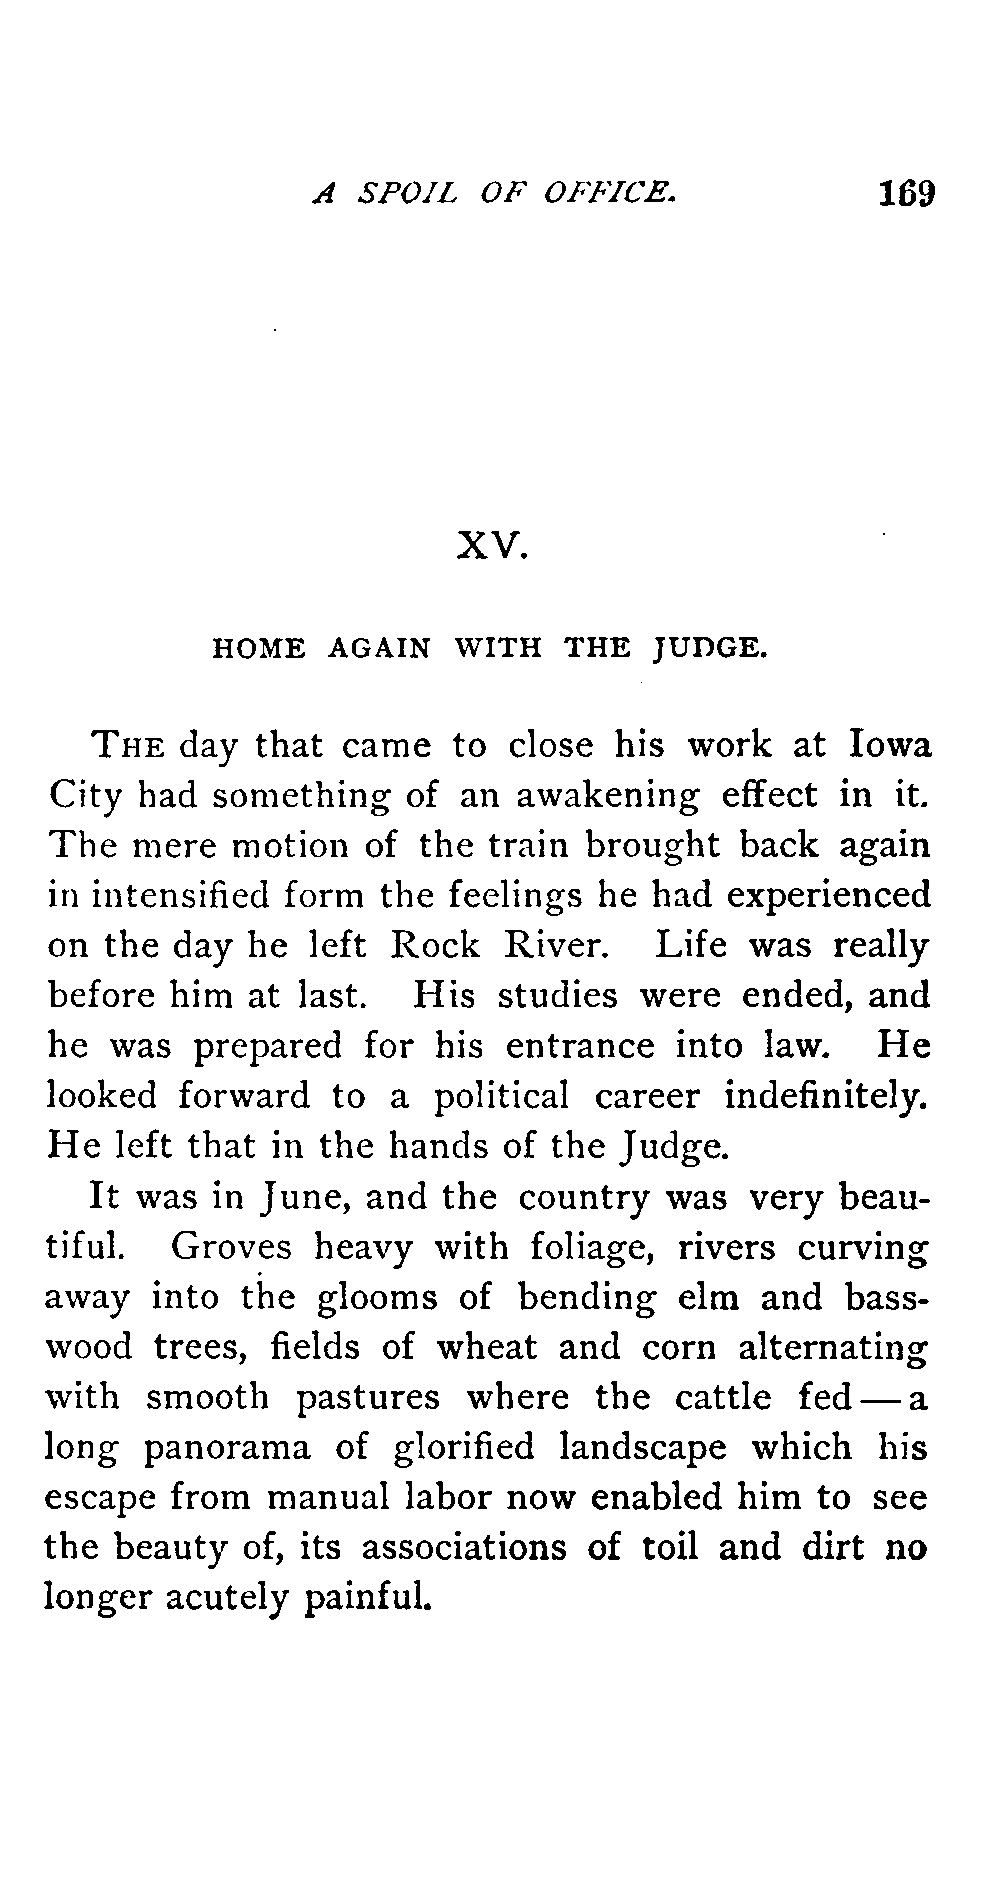 A SPOIL OF OFFICE. 169
XV.
HOME AGAIN WITH THE JUDGE.
THE day that came to close his work at Iowa
City had something of an awakening effect in it.
The mere motion of the train brought back again
in intensified form the feelings he had experienced
on the day he left Rock River. Life was really
before him at last. His studies were ended, and
he was prepared for his entrance into law. He
looked forward to a political career indefinitely.
He left that in the hands of the Judge.
It was in June, and the country was very beau-
tiful. Groves heavy with foliage, rivers curving
away into the glooms of bending elm and bass-
wood trees, fields of wheat and corn alternating
with smooth pastures where the cattle fed — a
long panorama of glorified landscape which his
escape from manual labor now enabled him to see
the beauty of, its associations of toil and dirt no
longer acutely painful.